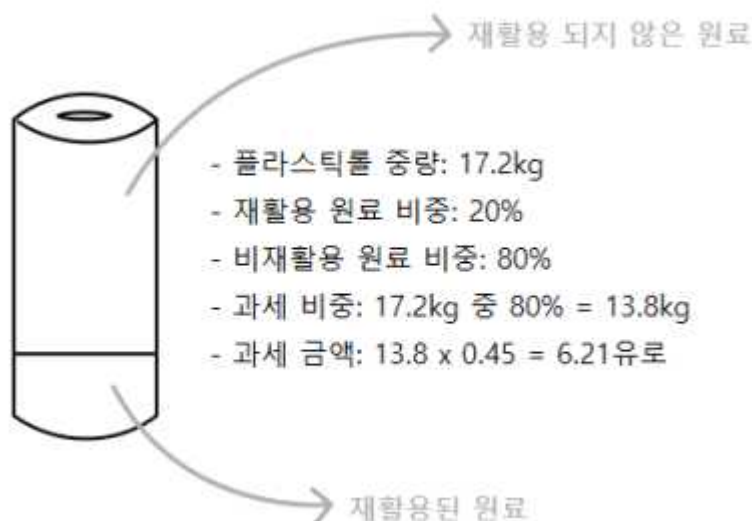 재활용 되지 않은 원료
- 플라스틱롤 중량: 17.2kg
- 재활용 원료 비중: 20%
- 비재활용 원료 비중: 80%
- 과세 비중: 17.2kg 중 80% = 13.8kg
- 과세 금액: 13.8 x 0.45 = 6.21유로
재활용된 원료